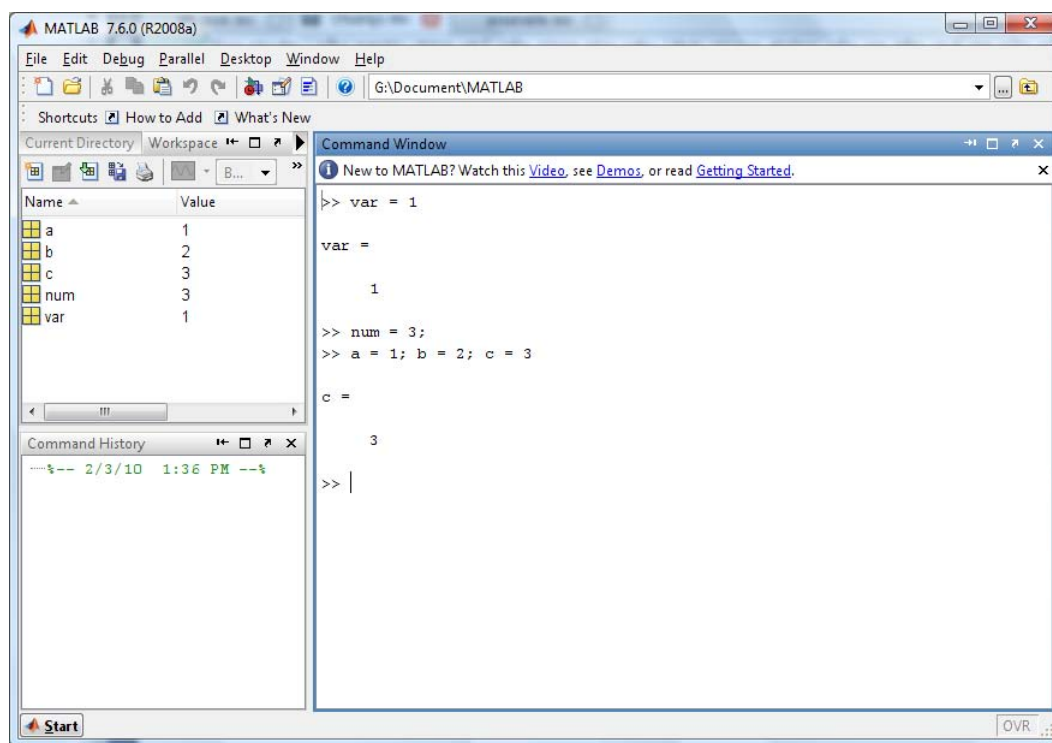 MATLAB 7.6.0 (R2008a)
File Edit Debug Parallel Desktop Window Help
G:\Document\MATLAB
...
Shortcuts How to Add What's New
Current Directory Workspace
B...
»
Name Value
a 1
b 2
c 3
num 3
var 1
Command History
%-- 2/3/10 1:36 PM --%
Command Window
New to MATLAB? Watch this Video, see Demos, or read Getting Started.
>> var = 1
var =
1
>> num = 3;
>> a = 1; b = 2; c = 3
c =
3
>>
Start
OVR